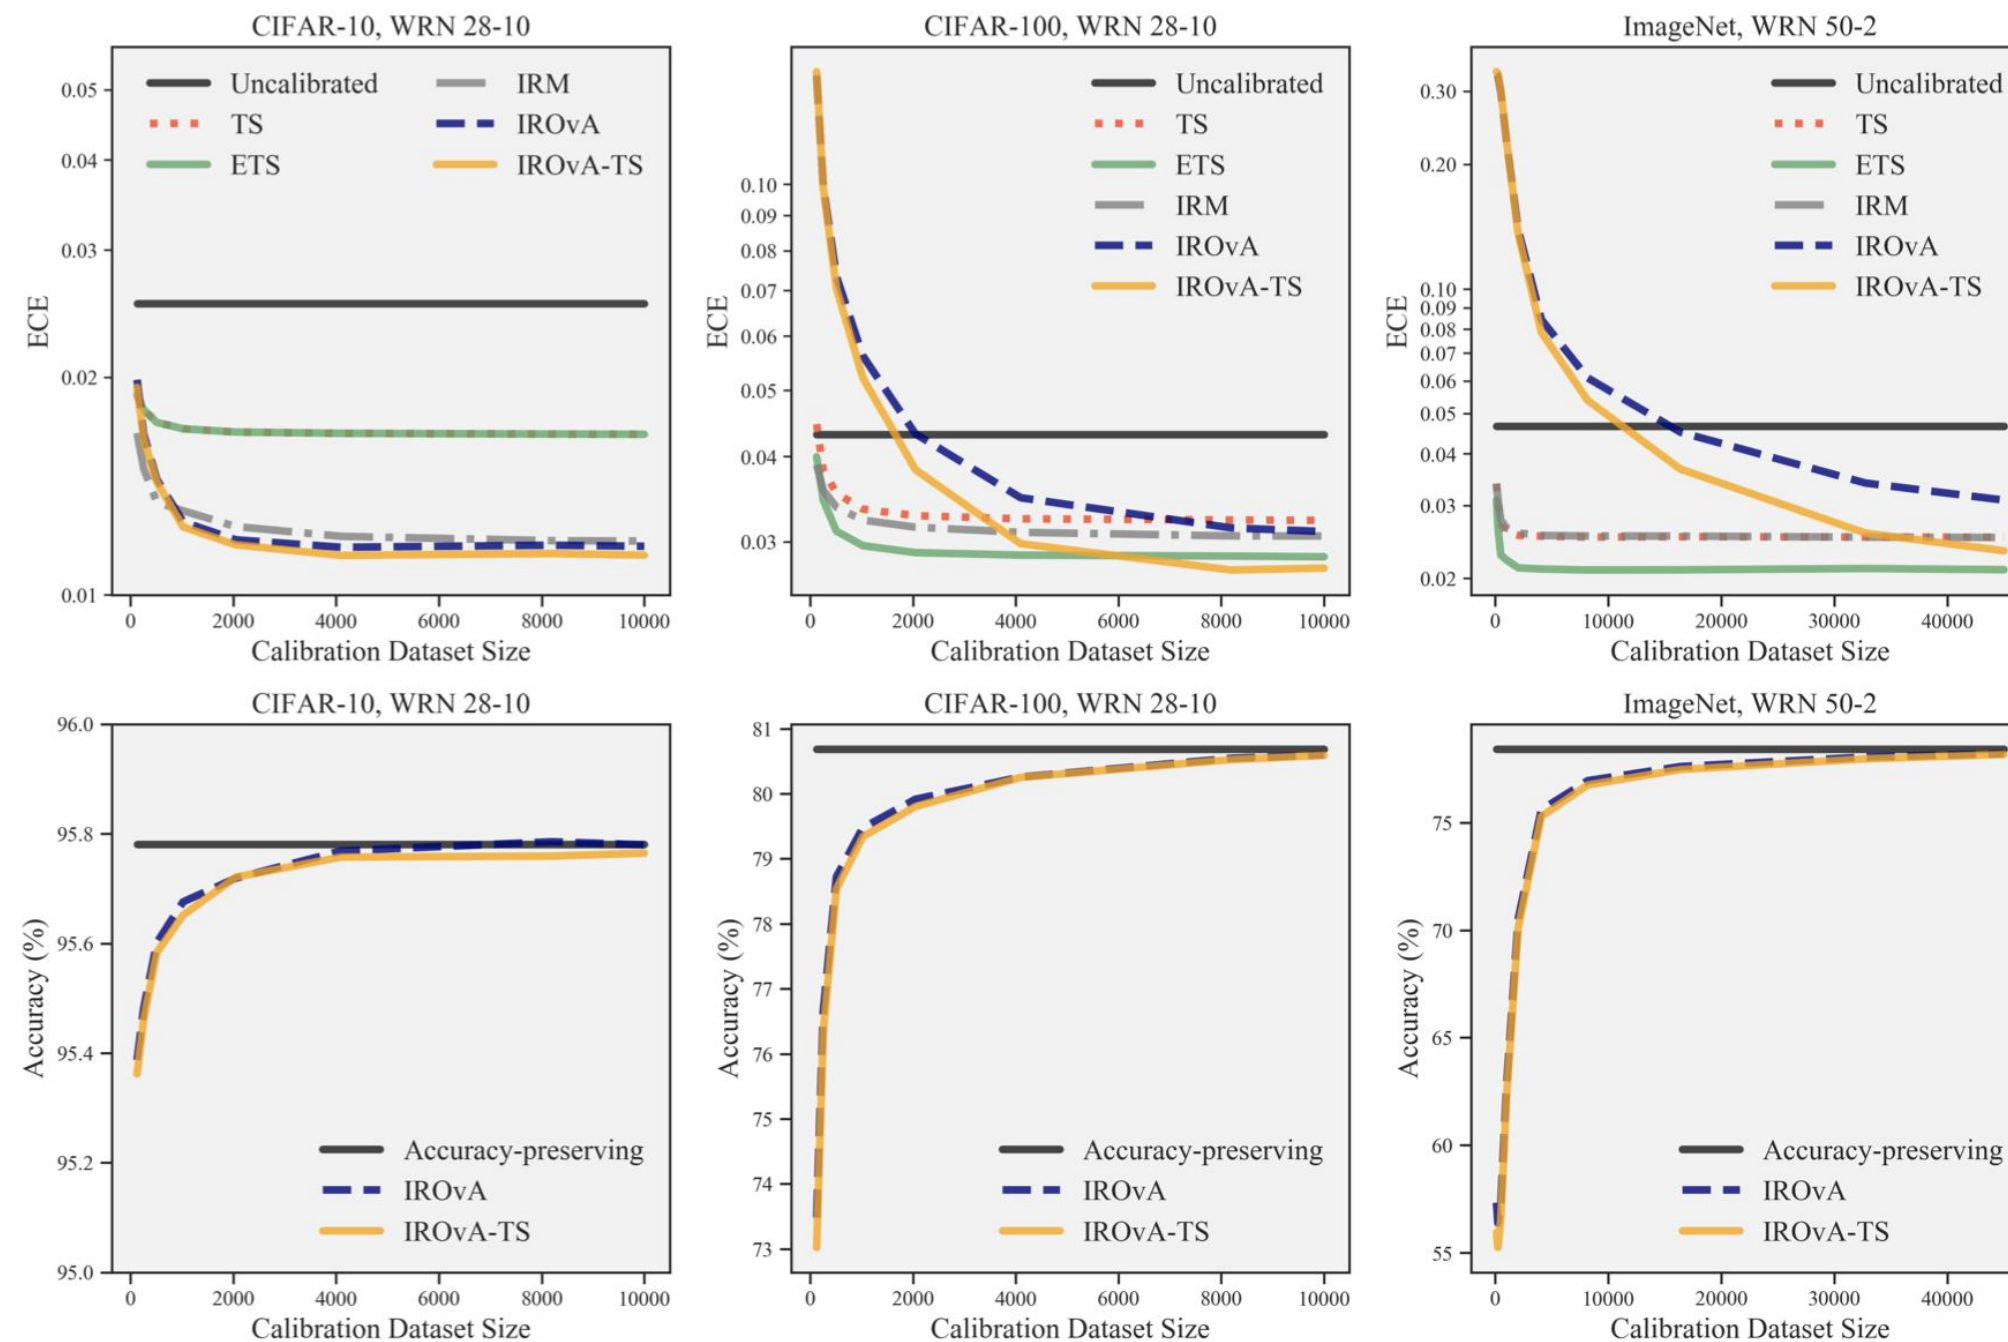 CIFAR-10, WRN 28-10
ECE
0.05
0.04
0.03
0.02
0.01
Uncalibrated
TS
ETS
IRM
IROvA
IROvA-TS
0 2000 4000 6000 8000 10000
Calibration Dataset Size
CIFAR-100, WRN 28-10
ECE
0.10
0.09
0.08
0.07
0.06
0.05
0.04
0.03
Uncalibrated
TS
ETS
IRM
IROvA
IROvA-TS
0 2000 4000 6000 8000 10000
Calibration Dataset Size
ImageNet, WRN 50-2
ECE
0.30
0.20
0.10
0.09
0.08
0.07
0.06
0.05
0.04
0.03
0.02
Uncalibrated
TS
ETS
IRM
IROvA
IROvA-TS
0 10000 20000 30000 40000
Calibration Dataset Size
CIFAR-10, WRN 28-10
Accuracy (%)
96.0
95.8
95.6
95.4
95.2
95.0
Accuracy-preserving
IROvA
IROvA-TS
0 2000 4000 6000 8000 10000
Calibration Dataset Size
CIFAR-100, WRN 28-10
Accuracy (%)
81
80
79
78
77
76
75
74
73
Accuracy-preserving
IROvA
IROvA-TS
0 2000 4000 6000 8000 10000
Calibration Dataset Size
ImageNet, WRN 50-2
Accuracy (%)
75
70
65
60
55
Accuracy-preserving
IROvA
IROvA-TS
0 10000 20000 30000 40000
Calibration Dataset Size